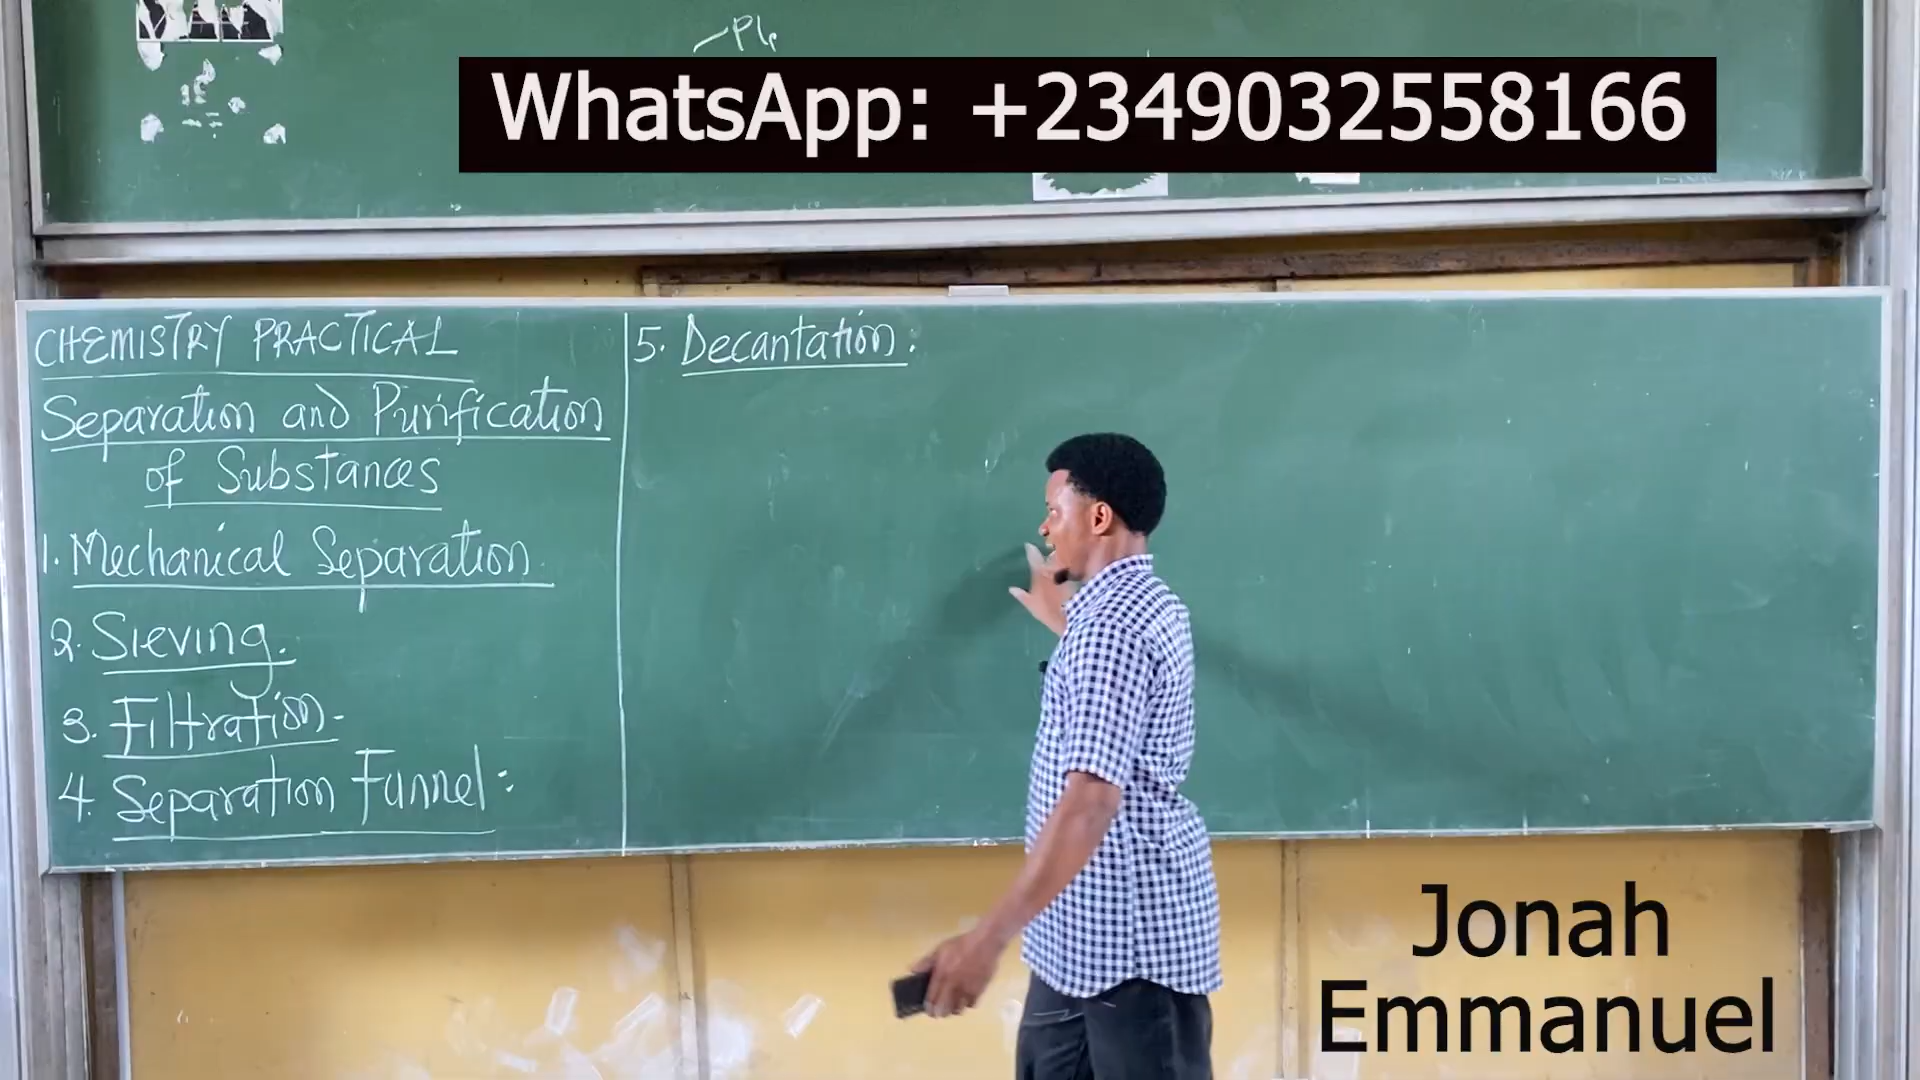 WhatsApp: +2349032558166
CHEMISTRY PRACTICAL
Separation and Purification
of Substances
1. Mechanical Separation.
2. Sieving.
3. Filtration.
4. Separation Funnel:
5. Decantation:
Jonah
Emmanuel